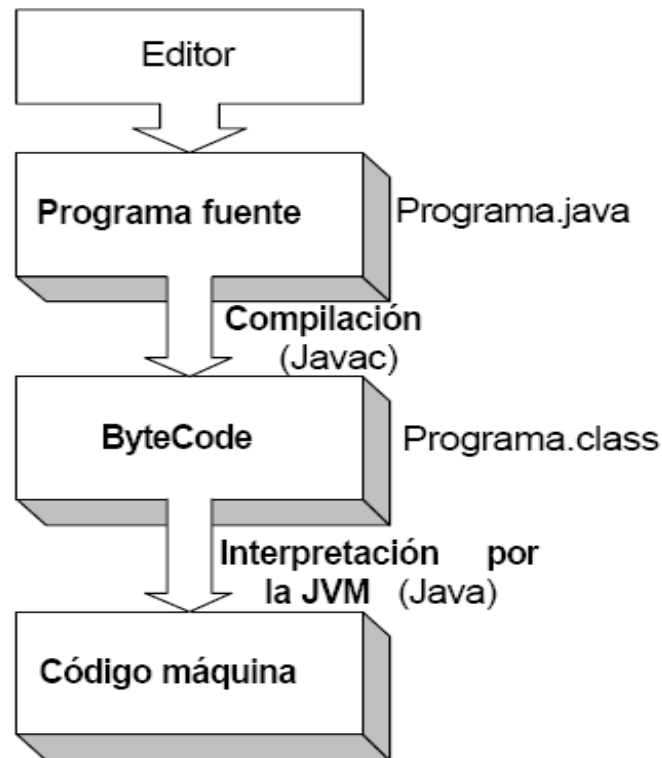 Editor
Programa fuente
Programa.java
Compilación
(Javac)
ByteCode
Programa.class
Interpretación por
la JVM (Java)
Código máquina